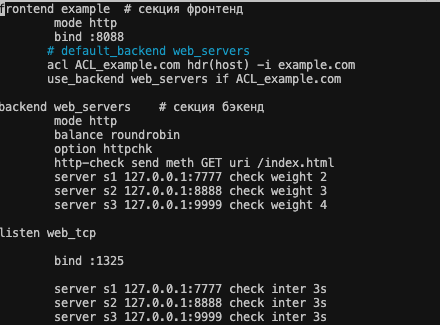 frontend example  # секция фронтенд
mode http
bind :8088
# default_backend web_servers
acl ACL_example.com hdr(host) -i example.com
use_backend web_servers if ACL_example.com
backend web_servers    # секция бэкенд
mode http
balance roundrobin
option httpchk
http-check send meth GET uri /index.html
server s1 127.0.0.1:7777 check weight 2
server s2 127.0.0.1:8888 check weight 3
server s3 127.0.0.1:9999 check weight 4
listen web_tcp
bind :1325
server s1 127.0.0.1:7777 check inter 3s
server s2 127.0.0.1:8888 check inter 3s
server s3 127.0.0.1:9999 check inter 3s